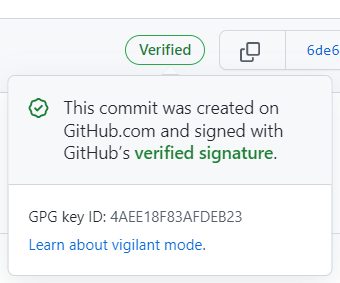 Verified
6de6
This commit was created on
GitHub.com and signed with
GitHub’s verified signature.
GPG key ID: 4AEE18F83AFDEB23
Learn about vigilant mode.